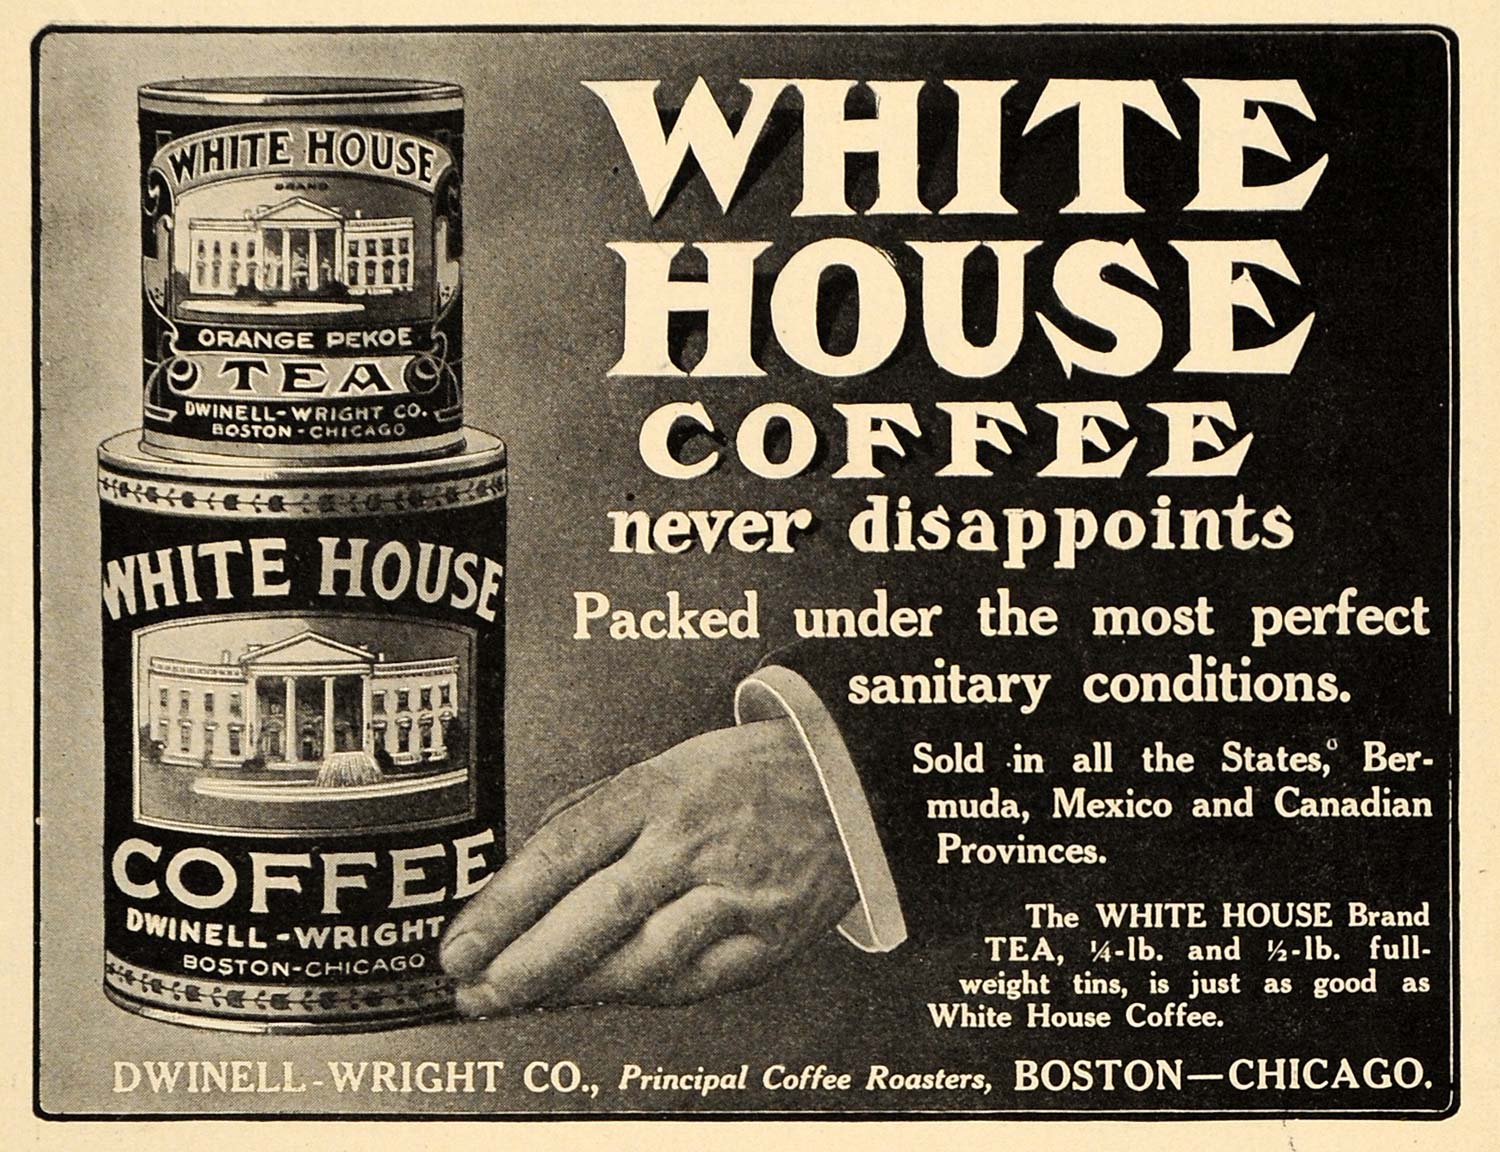 WHITE HOUSE
BRAND
ORANGE PEKOE
TEA
DWINELL-WRIGHT CO.
BOSTON-CHICAGO
WHITE HOUSE
COFFEE
DWINELL-WRIGHT
BOSTON-CHICAGO
WHITE
HOUSE
COFFEE
never disappoints
Packed under the most perfect
sanitary conditions.
Sold in all the States, Ber-
muda, Mexico and Canadian
Provinces.
The WHITE HOUSE Brand
TEA, ¼-lb. and ½-lb. full-
weight tins, is just as good as
White House Coffee.
DWINELL-WRIGHT CO., Principal Coffee Roasters, BOSTON—CHICAGO.